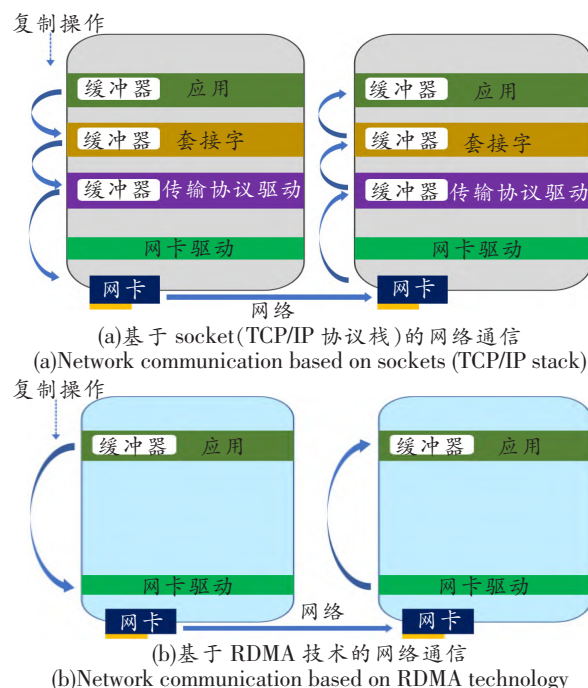 复制操作
缓冲器 应用 缓冲器 应用
缓冲器 套接字 缓冲器 套接字
缓冲器 传输协议驱动 缓冲器 传输协议驱动
网卡驱动 网卡驱动
网卡 网卡
网络
(a)基于 socket(TCP/IP 协议栈)的网络通信
(a)Network communication based on sockets (TCP/IP stack)
复制操作
缓冲器 应用 缓冲器 应用
网卡驱动 网卡驱动
网卡 网络 网卡
(b)基于 RDMA 技术的网络通信
(b)Network communication based on RDMA technology